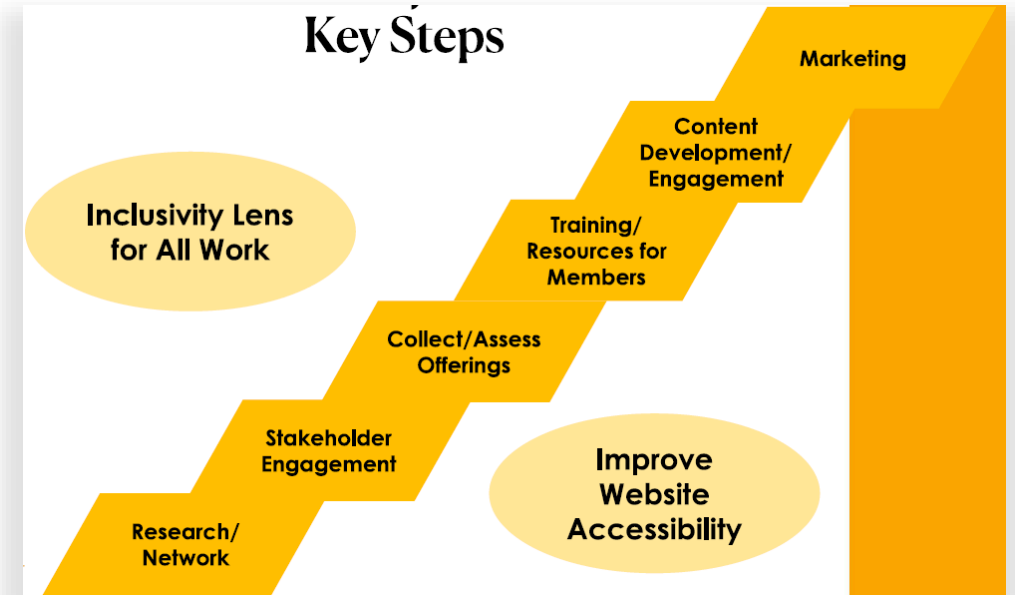 Key Steps
Marketing
Content
Development/
Engagement
Training/
Resources for
Members
Inclusivity Lens
for All Work
Collect/Assess
Offerings
Stakeholder
Engagement
Improve
Website
Accessibility
Research/
Network